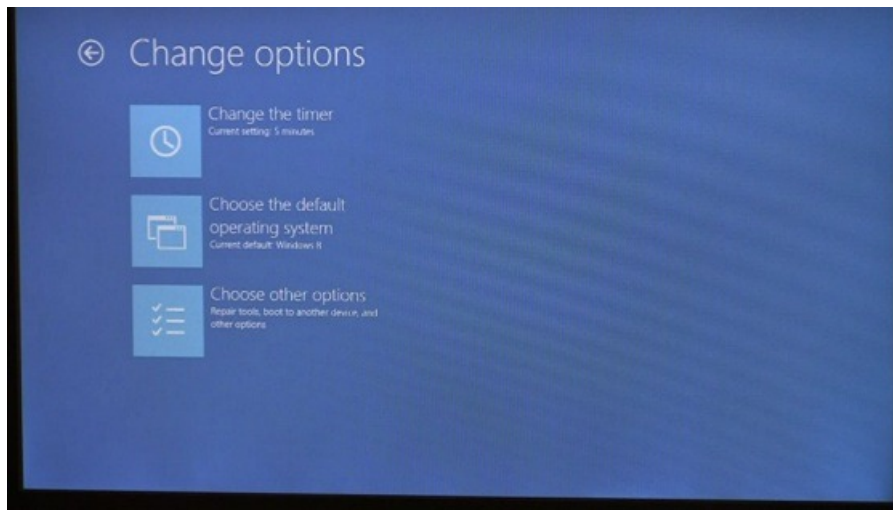 Change options
Change the timer
Current setting: 5 minutes
Choose the default
operating system
Current default: Windows 8
Choose other options
Repair tools, boot to another device, and
other options